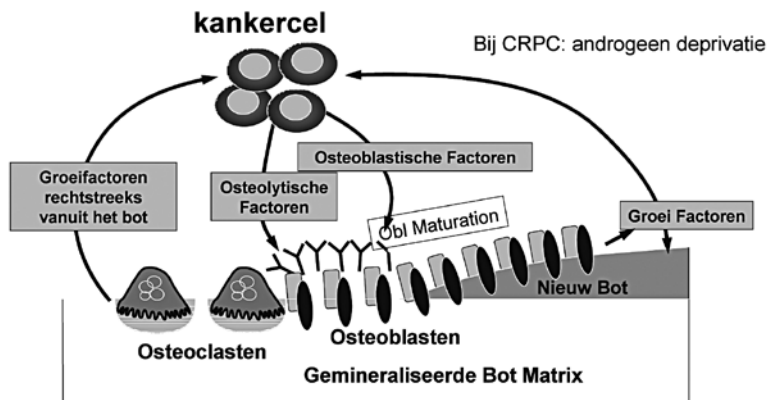 kankercel
Bij CRPC: androgeen deprivatie
Osteoblastische Factoren
Groeifactoren
rechtstreeks
vanuit het bot
Osteolytische
Factoren
Obl Maturation
Groei Factoren
Nieuw Bot
Osteoblasten
Osteoclasten
Gemineraliseerde Bot Matrix